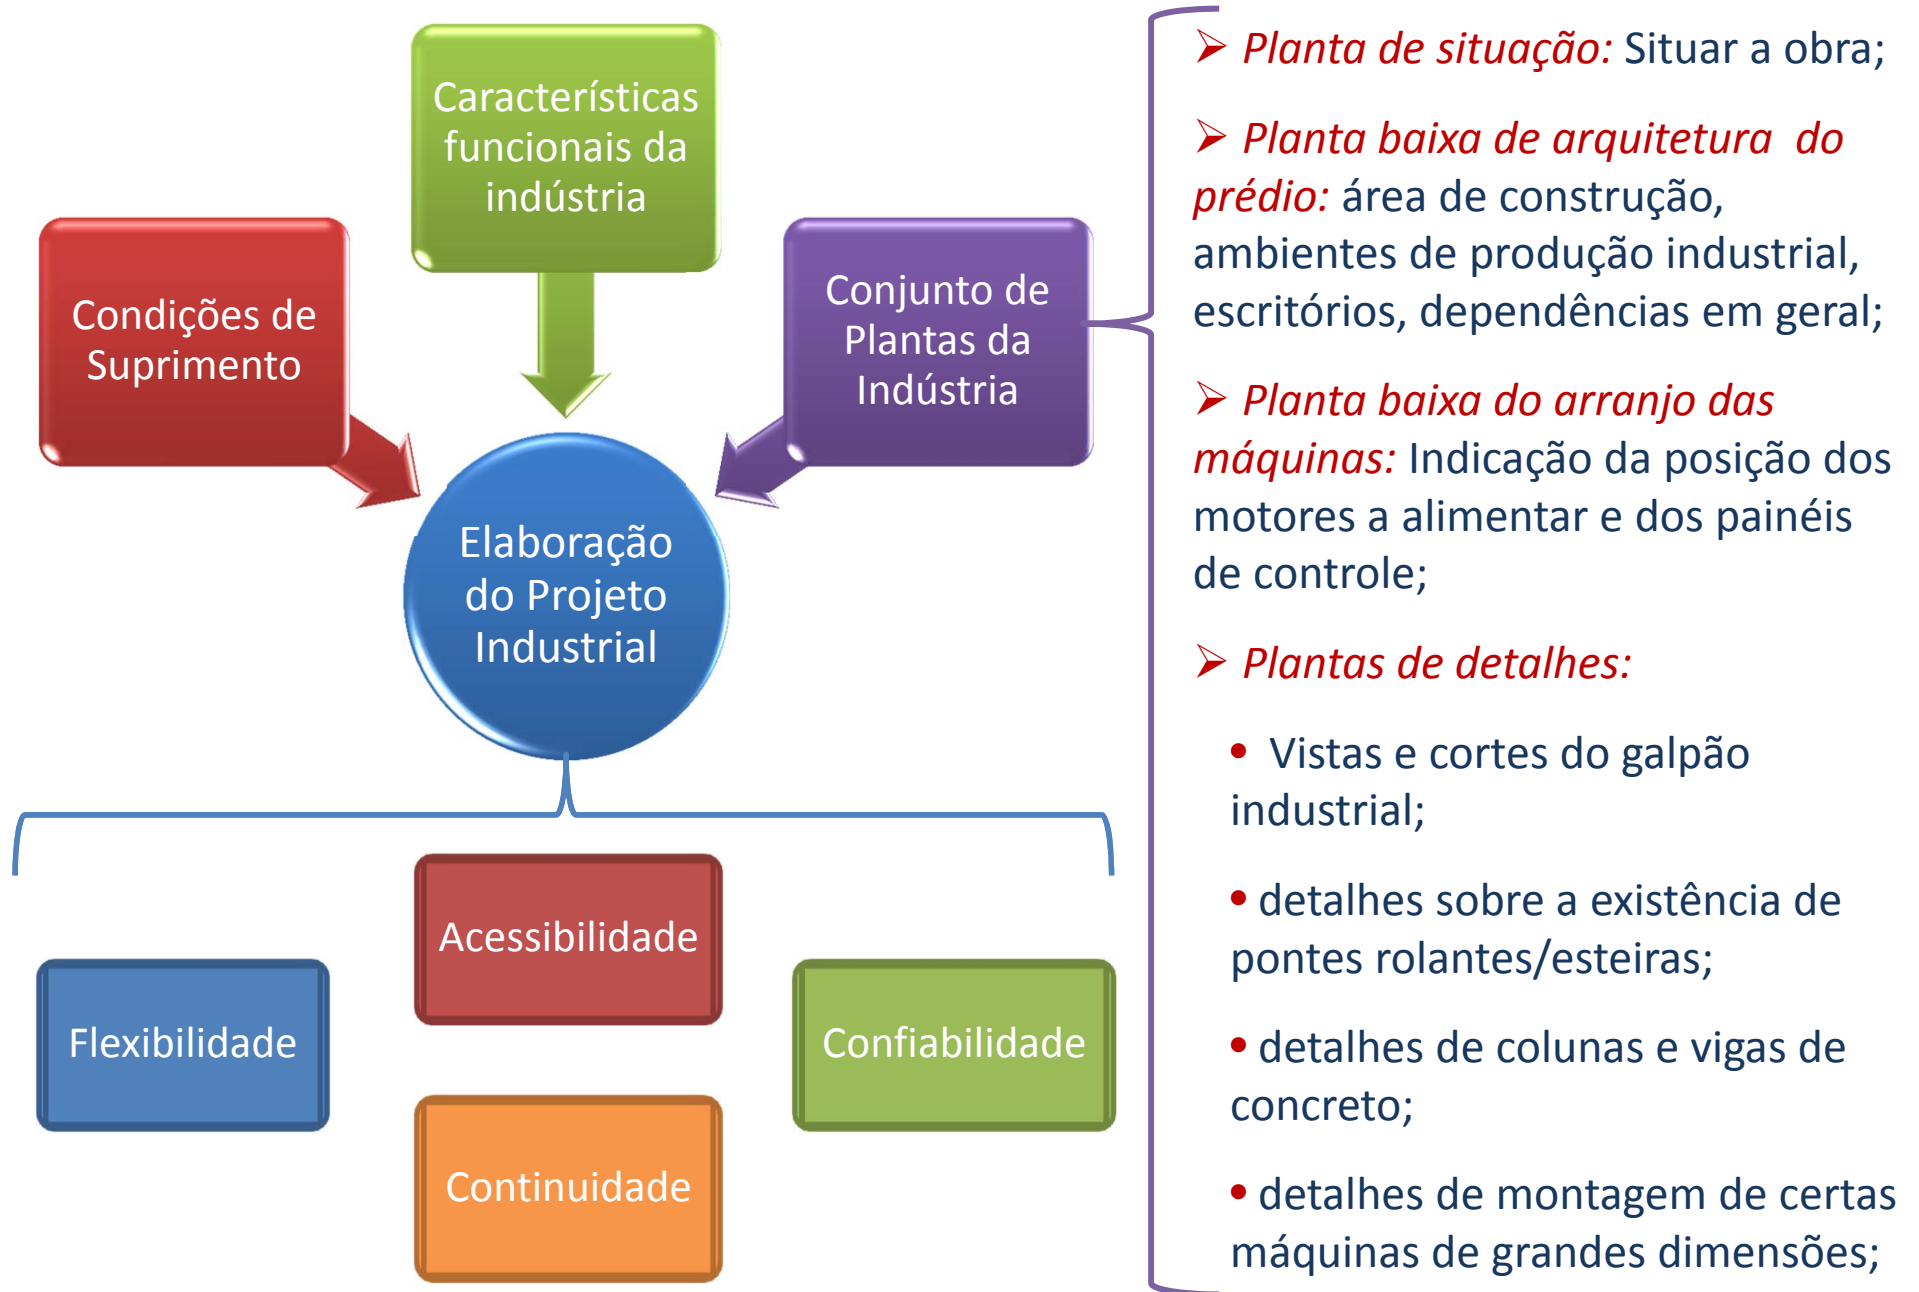 Características
funcionais da
indústria
Condições de
Suprimento
Conjunto de
Plantas da
Indústria
Elaboração
do Projeto
Industrial
Acessibilidade
Flexibilidade
Confiabilidade
Continuidade
➢ Planta de situação: Situar a obra;
➢ Planta baixa de arquitetura do
prédio: área de construção,
ambientes de produção industrial,
escritórios, dependências em geral;
➢ Planta baixa do arranjo das
máquinas: Indicação da posição dos
motores a alimentar e dos painéis
de controle;
➢ Plantas de detalhes:
• Vistas e cortes do galpão
industrial;
• detalhes sobre a existência de
pontes rolantes/esteiras;
• detalhes de colunas e vigas de
concreto;
• detalhes de montagem de certas
máquinas de grandes dimensões;